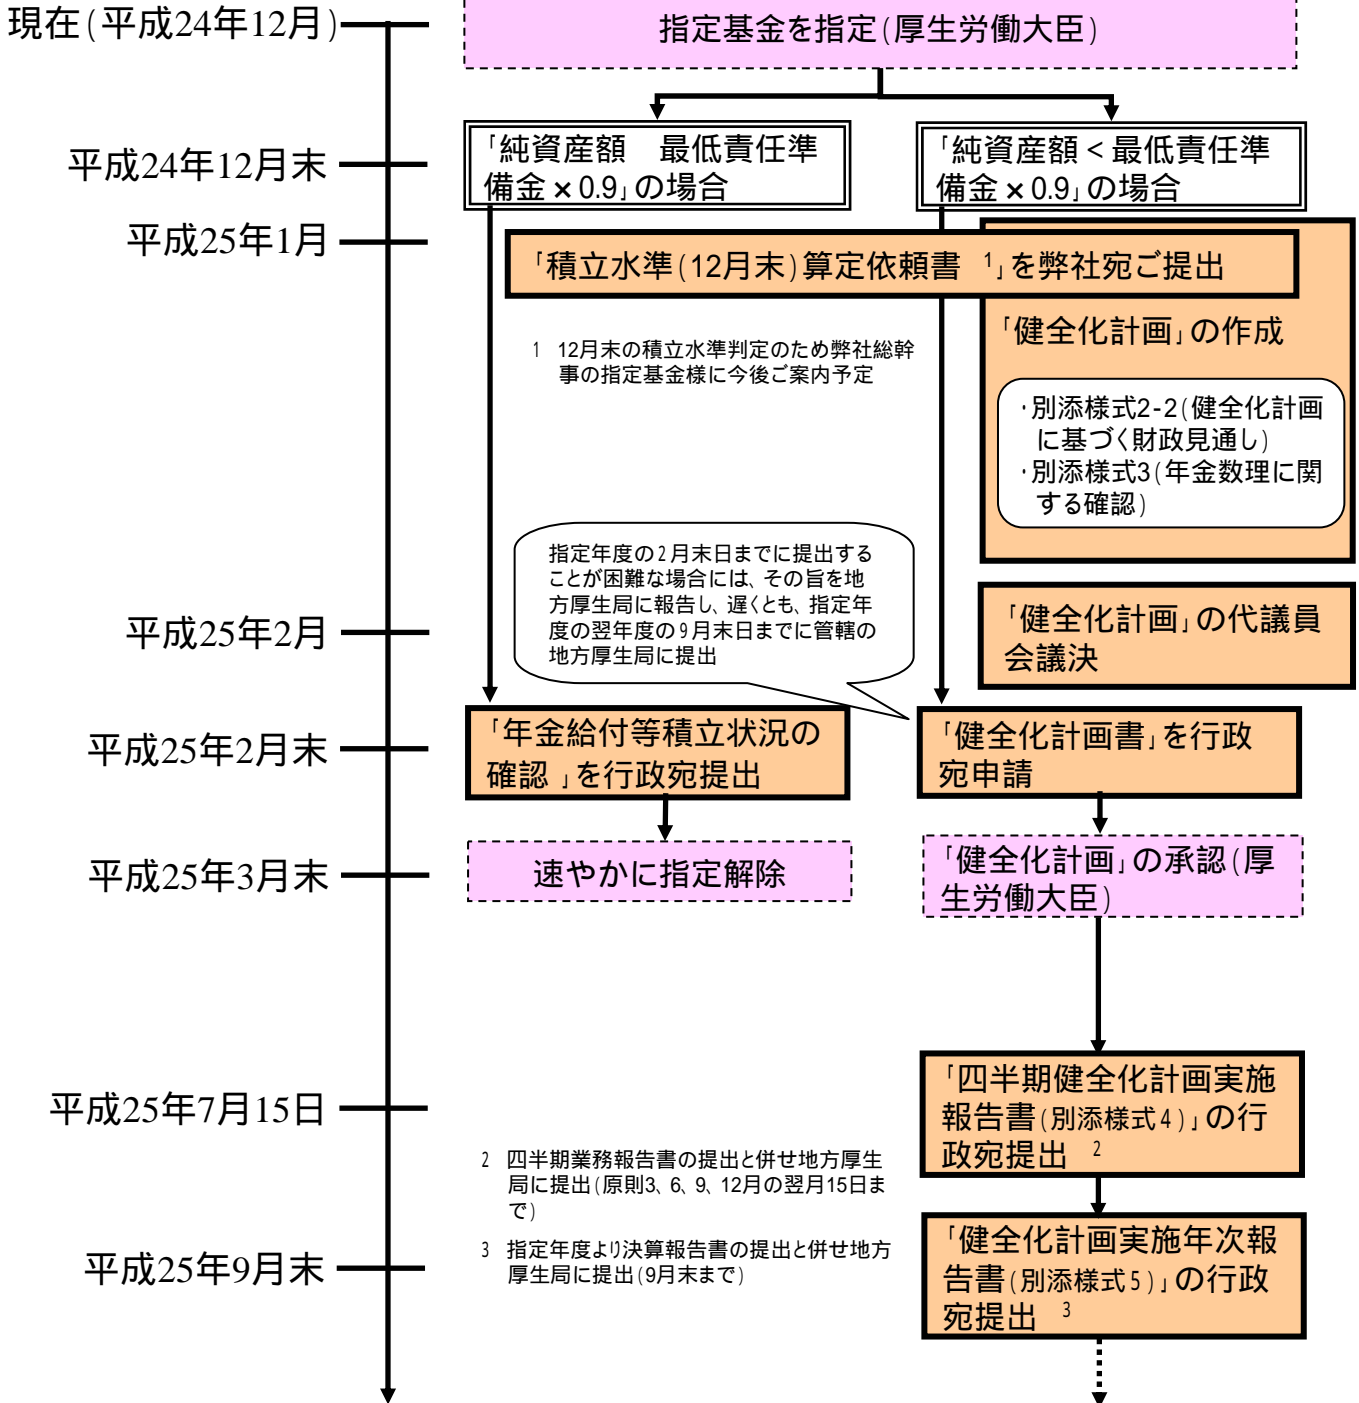 現在(平成24年12月)
指定基金を指定(厚生労働大臣)
平成24年12月末
「純資産額　最低責任準
備金×0.9」の場合
「純資産額<最低責任準
備金×0.9」の場合
平成25年1月
「積立水準(12月末)算定依頼書 1」を弊社宛ご提出
「健全化計画」の作成
1 12月末の積立水準判定のため弊社総幹
事の指定基金様に今後ご案内予定
・別添様式2-2(健全化計画
に基づく財政見通し)
・別添様式3(年金数理に関
する確認)
指定年度の2月末日までに提出する
ことが困難な場合には、その旨を地
方厚生局に報告し、遅くとも、指定年
度の翌年度の9月末日までに管轄の
地方厚生局に提出
平成25年2月
「健全化計画」の代議員
会議決
平成25年2月末
「年金給付等積立状況の
確認 」を行政宛提出
「健全化計画書」を行政
宛申請
平成25年3月末
速やかに指定解除
「健全化計画」の承認(厚
生労働大臣)
平成25年7月15日
「四半期健全化計画実施
報告書(別添様式4)」の行
政宛提出 2
2 四半期業務報告書の提出と併せ地方厚生
局に提出(原則3、6、9、12月の翌月15日ま
で)
3 指定年度より決算報告書の提出と併せ地方
厚生局に提出(9月末まで)
平成25年9月末
「健全化計画実施年次報
告書(別添様式5)」の行政
宛提出 3